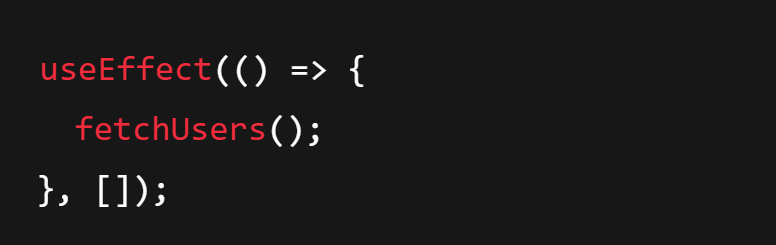 useEffect(() => {
  fetchUsers();
}, []);